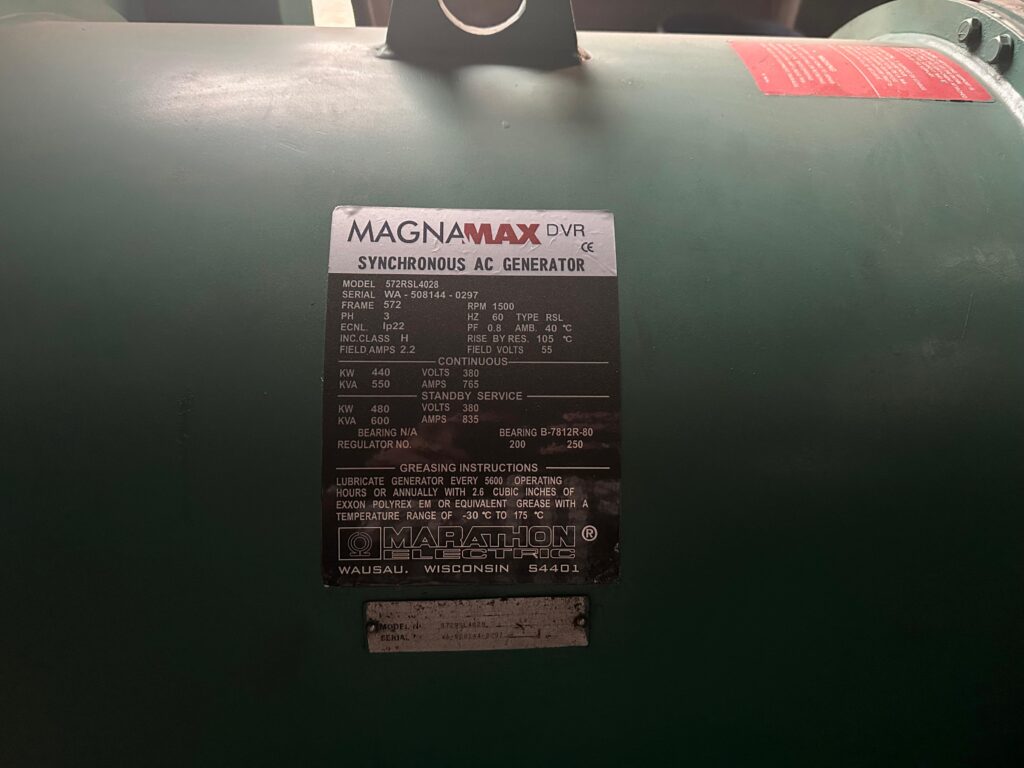 MAGNAMAX DVR
CE
SYNCHRONOUS AC GENERATOR
MODEL 572RSL4028
SERIAL WA - 508144 - 0297
FRAME 572 RPM 1500
PH 3 HZ 60 TYPE RSL
ECNL. Ip22 PF 0.8 AMB. 40 °C
INC.CLASS H RISE BY RES. 105 °C
FIELD AMPS 2.2 FIELD VOLTS 55
CONTINUOUS
KW 440 VOLTS 380
KVA 550 AMPS 765
STANDBY SERVICE
KW 480 VOLTS 380
KVA 600 AMPS 835
BEARING N/A BEARING B-7812R-80
REGULATOR NO. 200 250
GREASING INSTRUCTIONS
LUBRICATE GENERATOR EVERY 5600 OPERATING
HOURS OR ANNUALLY WITH 2.6 CUBIC INCHES OF
EXXON POLYREX EM OR EQUIVALENT GREASE WITH A
TEMPERATURE RANGE OF -30 °C TO 175 °C
MARATHON ®
ELECTRIC
WAUSAU. WISCONSIN 54401
MODEL 572RSL4028
SERIAL